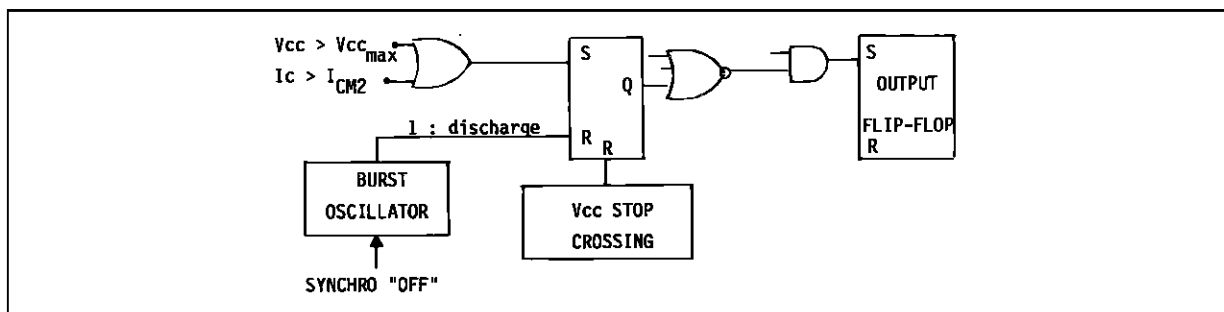 Vcc > Vcc max
Ic > I CM2
S
Q
R
R
1 : discharge
BURST
OSCILLATOR
SYNCHRO "OFF"
Vcc STOP
CROSSING
S
OUTPUT
FLIP-FLOP
R